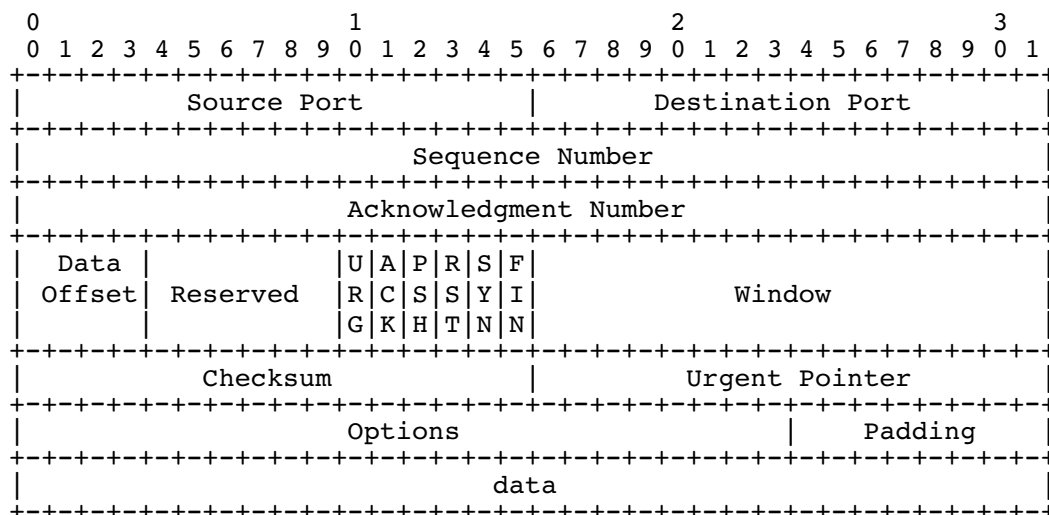 0                   1                   2                   3
 0 1 2 3 4 5 6 7 8 9 0 1 2 3 4 5 6 7 8 9 0 1 2 3 4 5 6 7 8 9 0 1
+-+-+-+-+-+-+-+-+-+-+-+-+-+-+-+-+-+-+-+-+-+-+-+-+-+-+-+-+-+-+-+-+
|          Source Port          |       Destination Port        |
+-+-+-+-+-+-+-+-+-+-+-+-+-+-+-+-+-+-+-+-+-+-+-+-+-+-+-+-+-+-+-+-+
|                        Sequence Number                        |
+-+-+-+-+-+-+-+-+-+-+-+-+-+-+-+-+-+-+-+-+-+-+-+-+-+-+-+-+-+-+-+-+
|                    Acknowledgment Number                      |
+-+-+-+-+-+-+-+-+-+-+-+-+-+-+-+-+-+-+-+-+-+-+-+-+-+-+-+-+-+-+-+-+
|  Data |           |U|A|P|R|S|F|                               |
| Offset| Reserved  |R|C|S|S|Y|I|            Window             |
|       |           |G|K|H|T|N|N|                               |
+-+-+-+-+-+-+-+-+-+-+-+-+-+-+-+-+-+-+-+-+-+-+-+-+-+-+-+-+-+-+-+-+
|           Checksum            |         Urgent Pointer        |
+-+-+-+-+-+-+-+-+-+-+-+-+-+-+-+-+-+-+-+-+-+-+-+-+-+-+-+-+-+-+-+-+
|                    Options                    |    Padding    |
+-+-+-+-+-+-+-+-+-+-+-+-+-+-+-+-+-+-+-+-+-+-+-+-+-+-+-+-+-+-+-+-+
|                             data                              |
+-+-+-+-+-+-+-+-+-+-+-+-+-+-+-+-+-+-+-+-+-+-+-+-+-+-+-+-+-+-+-+-+